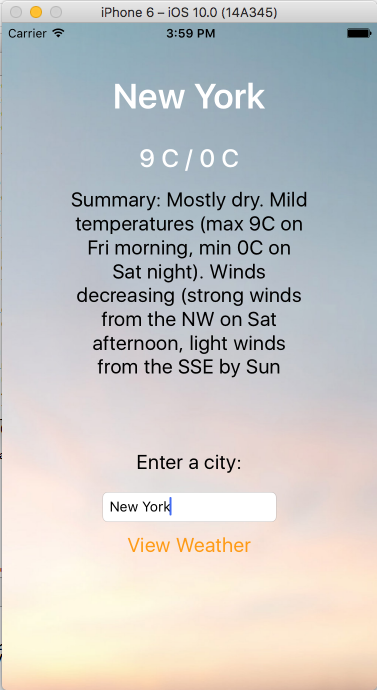 iPhone 6 – iOS 10.0 (14A345)
Carrier 3:59 PM
New York
9 C / 0 C
Summary: Mostly dry. Mild
temperatures (max 9C on
Fri morning, min 0C on
Sat night). Winds
decreasing (strong winds
from the NW on Sat
afternoon, light winds
from the SSE by Sun
Enter a city:
New York
View Weather